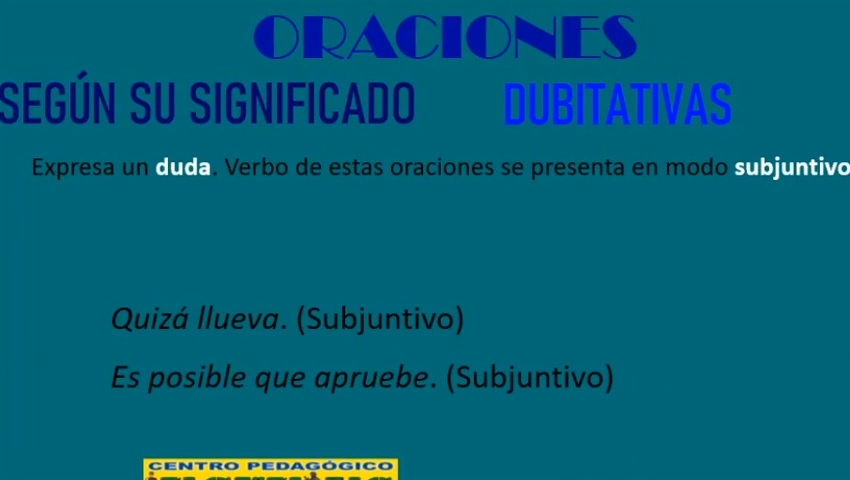 ORACIONES
SEGÚN SU SIGNIFICADO DUBITATIVAS
Expresa un duda. Verbo de estas oraciones se presenta en modo subjuntivo
Quizá llueva. (Subjuntivo)
Es posible que apruebe. (Subjuntivo)
CENTRO PEDAGÓGICO